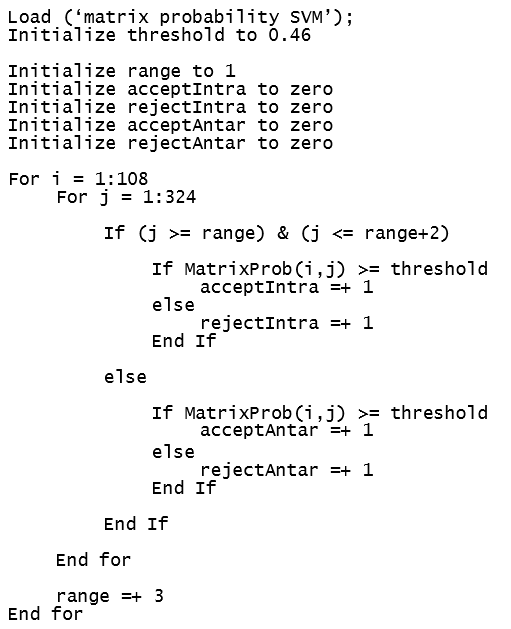 Load (‘matrix probability SVM’);
Initialize threshold to 0.46
Initialize range to 1
Initialize acceptIntra to zero
Initialize rejectIntra to zero
Initialize acceptAntar to zero
Initialize rejectAntar to zero
For i = 1:108
For j = 1:324
If (j >= range) & (j <= range+2)
If MatrixProb(i,j) >= threshold
acceptIntra =+ 1
else
rejectIntra =+ 1
End If
else
If MatrixProb(i,j) >= threshold
acceptAntar =+ 1
else
rejectAntar =+ 1
End If
End If
End for
range =+ 3
End for